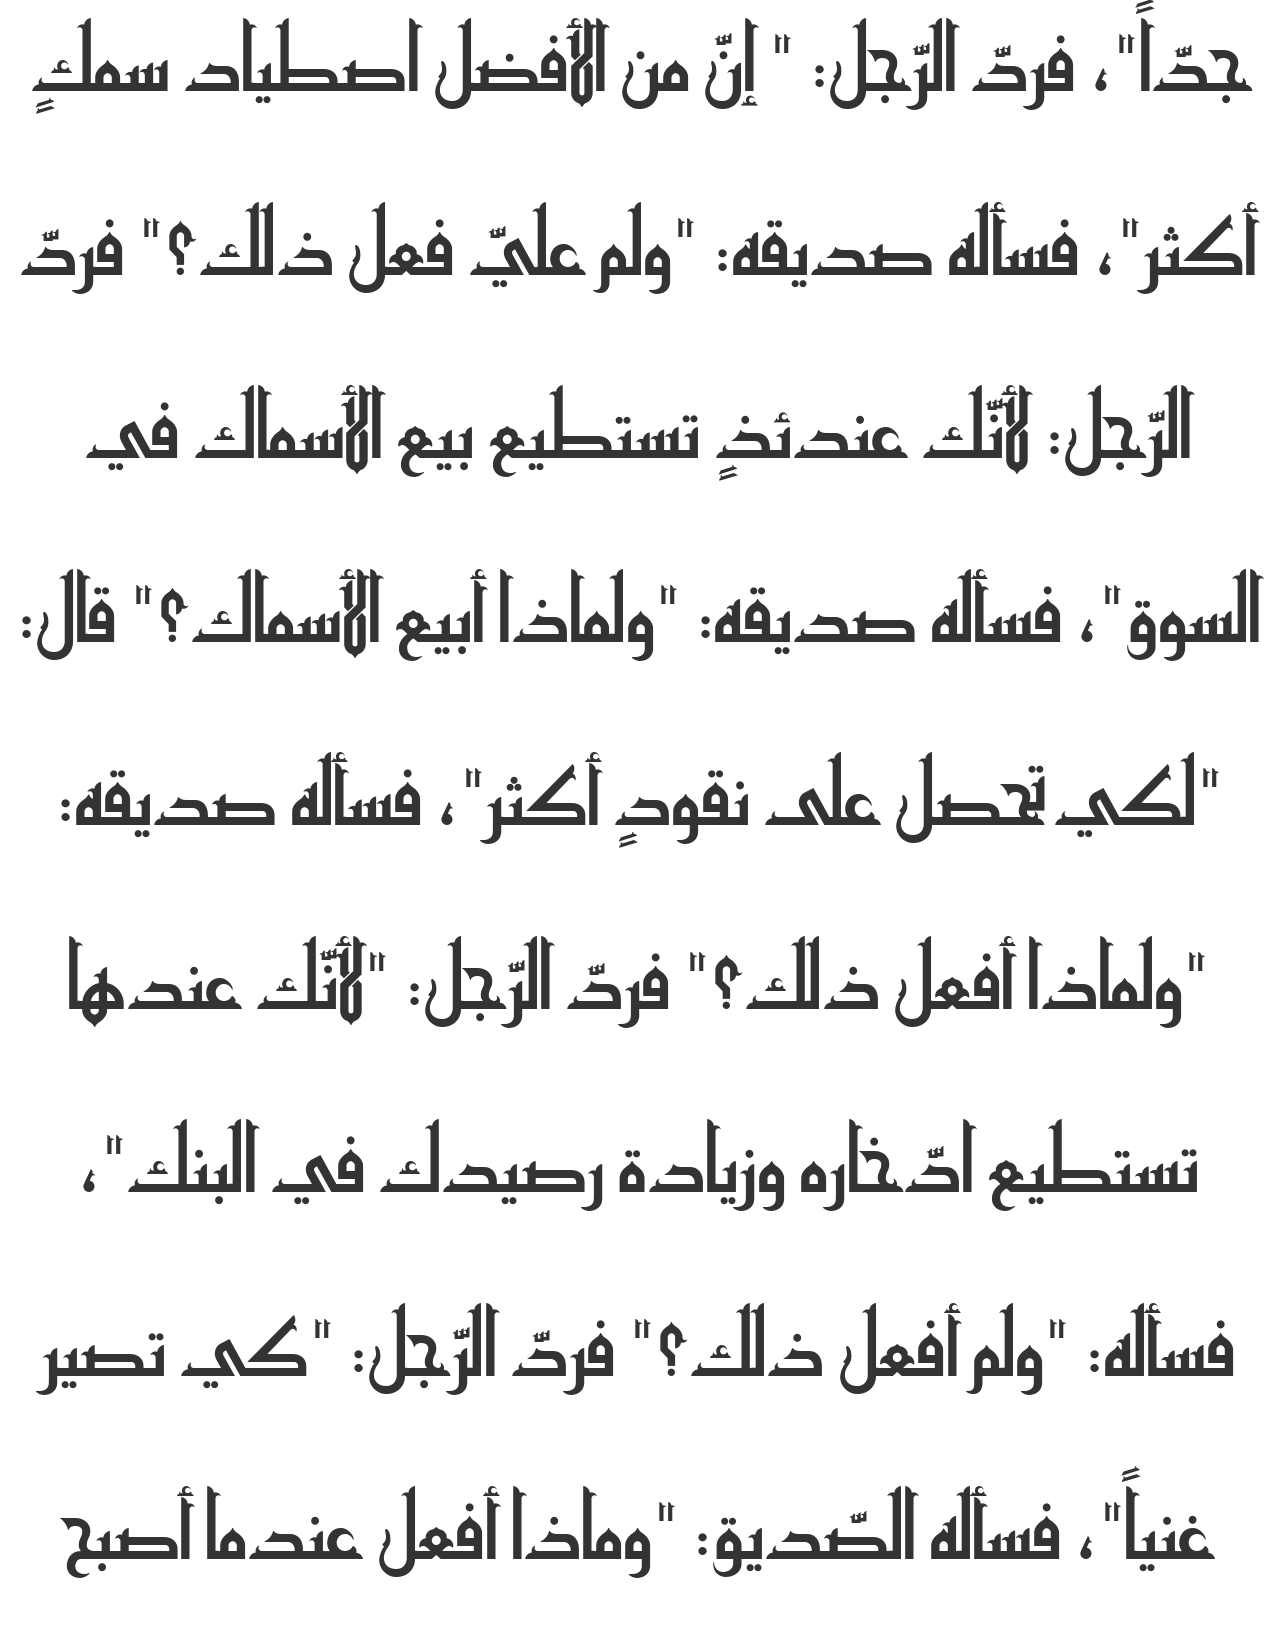 جدّاً"، فردّ الرّجل: " إنّ من الأفضل اصطياد سمكٍ
أكثر"، فسأله صديقه: "ولم عليّ فعل ذلك؟" فردّ
الرّجل: لأنّك عندئذٍ تستطيع بيع الأسماك في
السوق"، فسأله صديقه: "ولماذا أبيع الأسماك؟" قال:
"لكي تحصل على نقودٍ أكثر"، فسأله صديقه:
"ولماذا أفعل ذلك؟" فردّ الرّجل: "لأنّك عندها
تستطيع ادّخاره وزيادة رصيدك في البنك"،
فسأله: "ولم أفعل ذلك؟" فردّ الرّجل: "كي تصير
غنياً"، فسأله الصّديق: "وماذا أفعل عندما أصبح